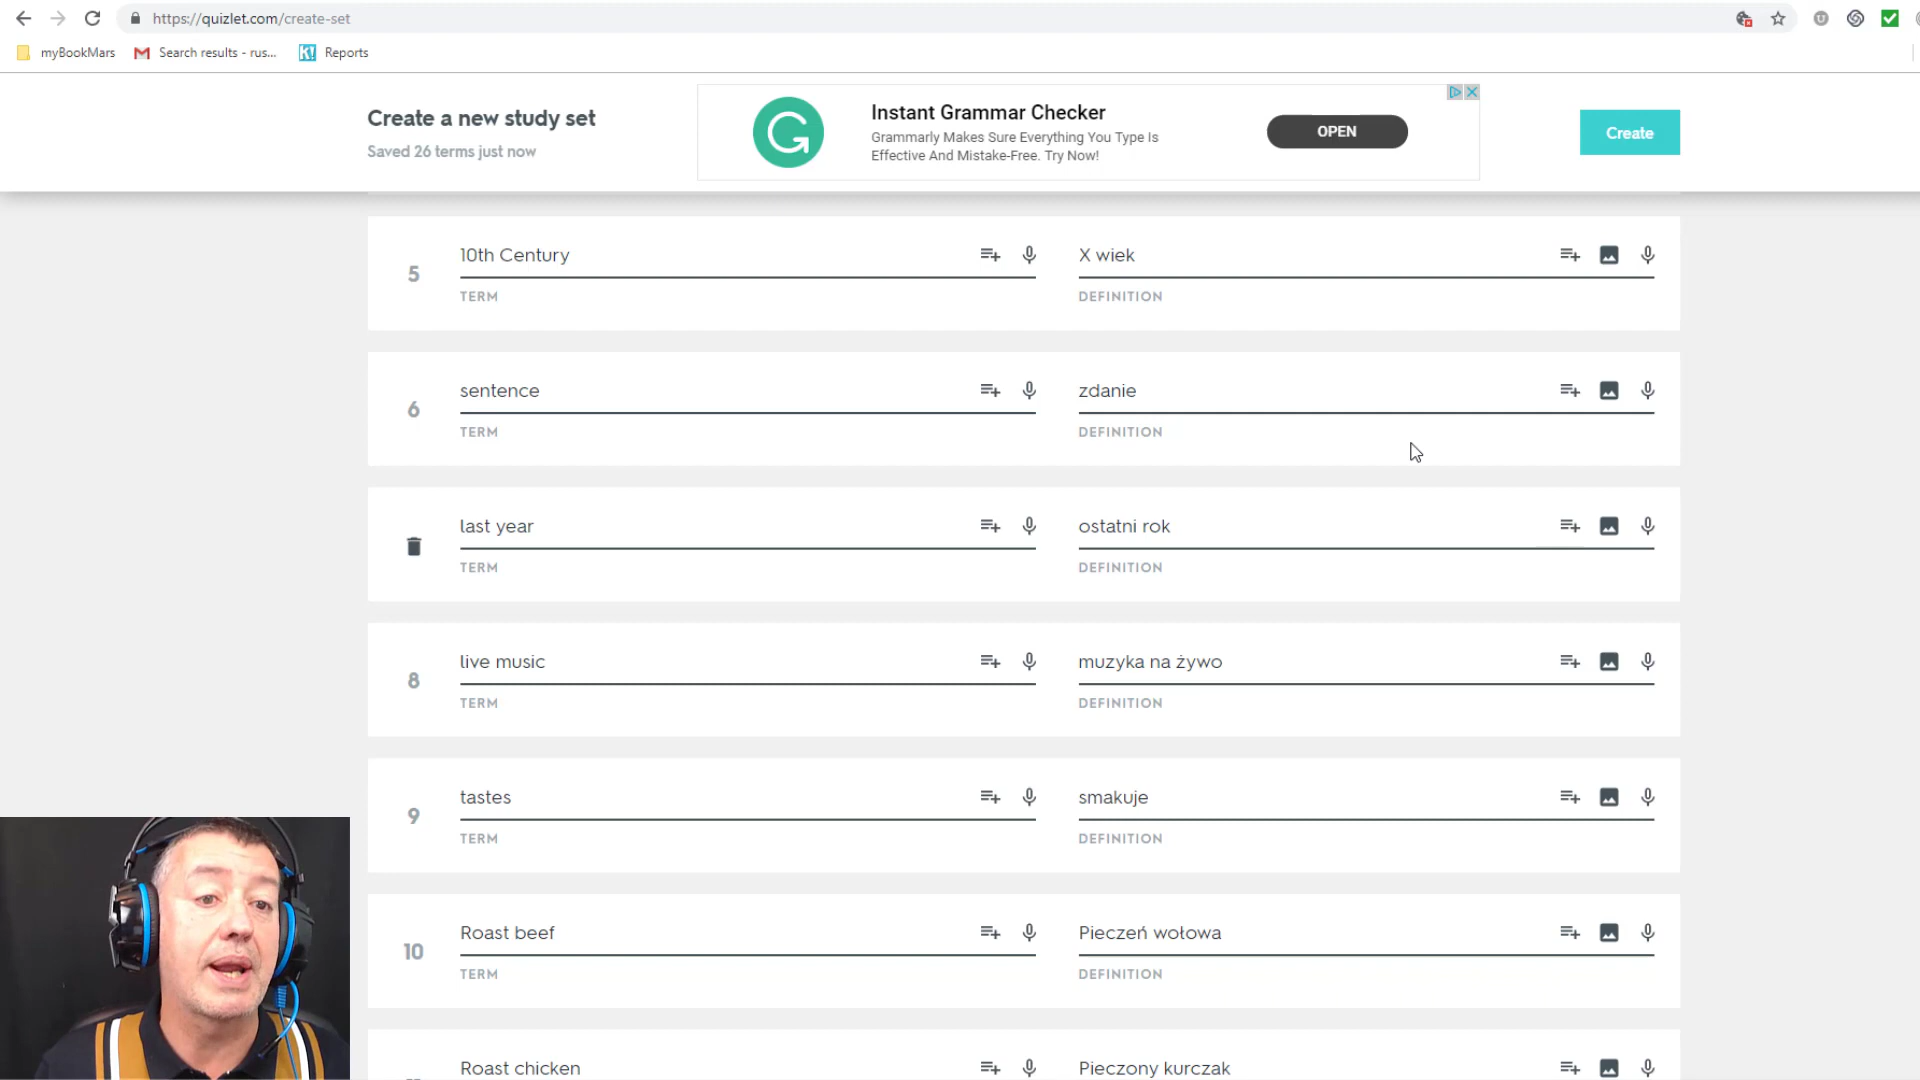 https://quizlet.com/create-set
myBookMars
Search results - rus...
K!
Reports
Create a new study set
Saved 26 terms just now
G
Instant Grammar Checker
Grammarly Makes Sure Everything You Type Is
Effective And Mistake-Free. Try Now!
OPEN
Create
5
10th Century
TERM
X wiek
DEFINITION
6
sentence
TERM
zdanie
DEFINITION
last year
TERM
ostatni rok
DEFINITION
8
live music
TERM
muzyka na żywo
DEFINITION
9
tastes
TERM
smakuje
DEFINITION
10
Roast beef
TERM
Pieczeń wołowa
DEFINITION
Roast chicken
Pieczony kurczak